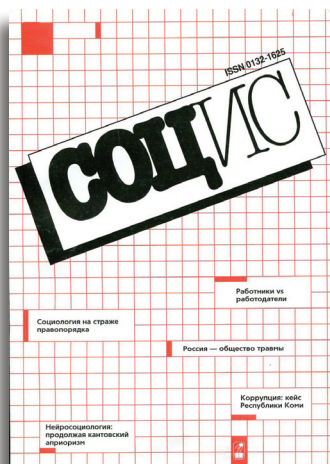 ISSN 0132-1625
СОЦИС
Работники vs
работодатели
Социология на страже
правопорядка
Россия — общество травмы
Коррупция: кейс
Республики Коми
Нейросоциология:
продолжая кантовский
априоризм